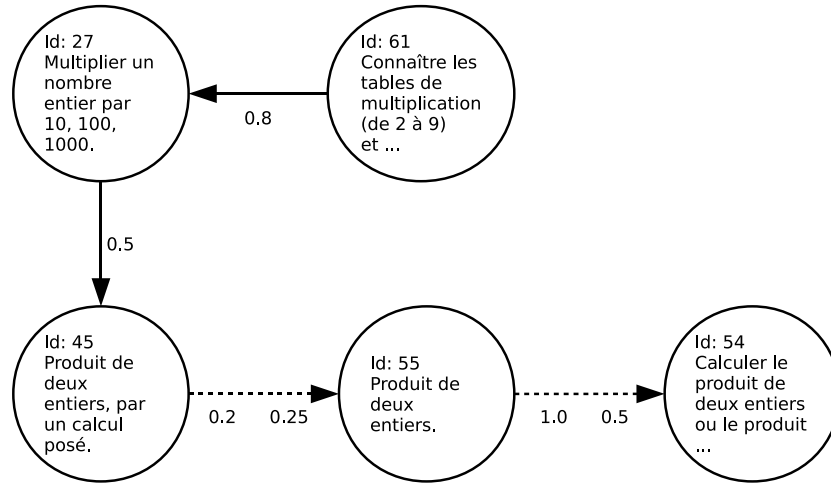 Id: 27
Multiplier un
nombre
entier par
10, 100,
1000.
Id: 61
Connaître les
tables de
multiplication
(de 2 à 9)
et ...
0.8
0.5
Id: 45
Produit de
deux
entiers, par
un calcul
posé.
0.2 0.25
Id: 55
Produit de
deux
entiers.
1.0 0.5
Id: 54
Calculer le
produit de
deux entiers
ou le produit
...